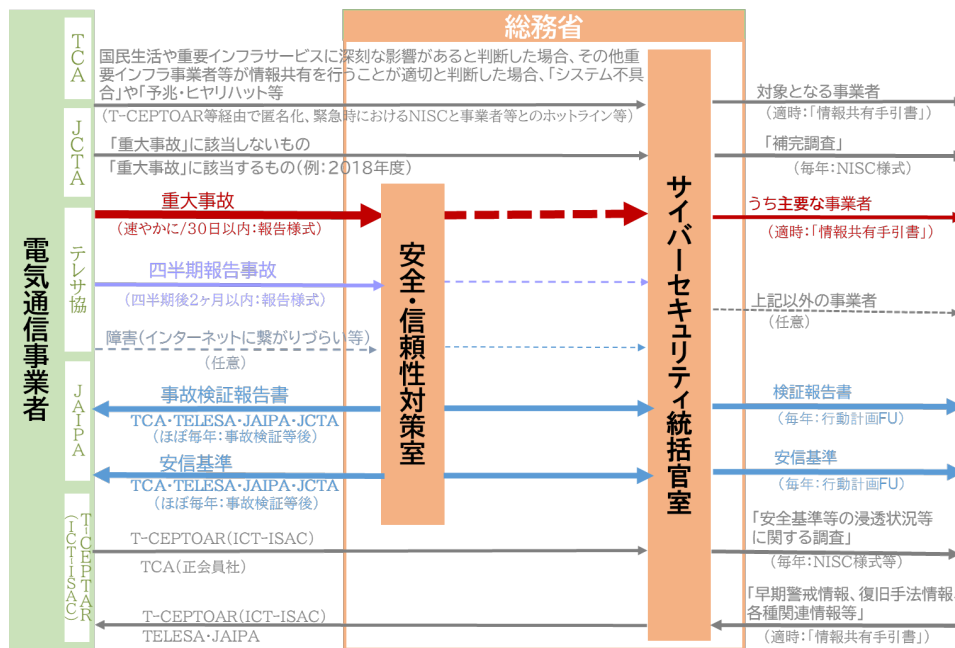 総務省
電気通信事業者
TCA
JCTA
テレサ協
JAIPA
T-CEPTAR
(ICT-ISAC)
安全・信頼性対策室
サイバーセキュリティ統括官室
国民生活や重要インフラサービスに深刻な影響があると判断した場合、その他重
要インフラ事業者等が情報共有を行うことが適切と判断した場合、「システム不具
合」や「予兆・ヒヤリハット等
(T-CEPTOAR等経由で匿名化、緊急時におけるNISCと事業者等とのホットライン等)
対象となる事業者
(適時:「情報共有手引書」)
「重大事故」に該当しないもの
「補完調査」
(毎年:NISC様式)
「重大事故」に該当するもの(例:2018年度)
重大事故
(速やかに/30日以内:報告様式)
うち主要な事業者
(適時:「情報共有手引書」)
四半期報告事故
(四半期後2ヶ月以内:報告様式)
上記以外の事業者
(任意)
障害(インターネットに繋がりづらい等)
(任意)
事故検証報告書
TCA・TELESA・JAIPA・JCTA
(ほぼ毎年:事故検証等後)
検証報告書
(毎年:行動計画FU)
安信基準
TCA・TELESA・JAIPA・JCTA
(ほぼ毎年:事故検証等後)
安信基準
(毎年:行動計画FU)
T-CEPTOAR(ICT-ISAC)
TCA(正会員社)
「安全基準等の浸透状況等
に関する調査」
(毎年:NISC様式等)
T-CEPTOAR(ICT-ISAC)
TELESA・JAIPA
「早期警戒情報、復旧手法情報、
各種関連情報等」
(適時:「情報共有手引書」)